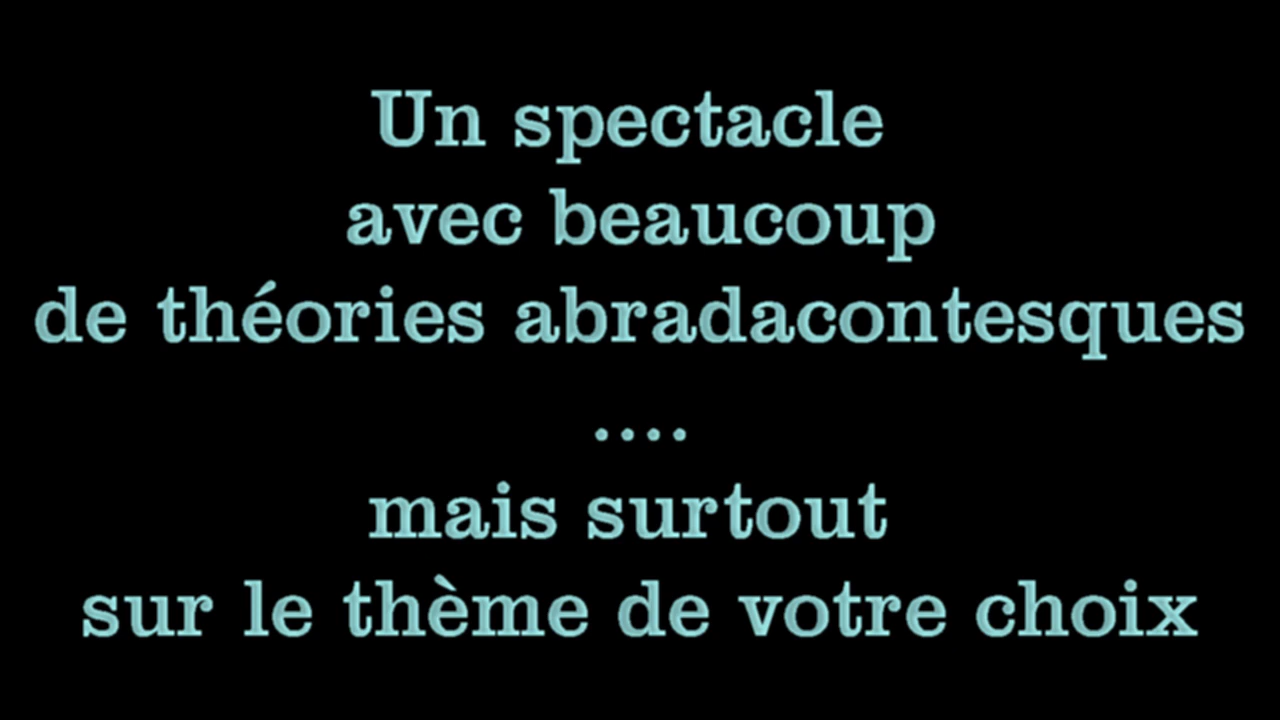 Un spectacle
avec beaucoup
de théories abradacontesques
....
mais surtout
sur le thème de votre choix